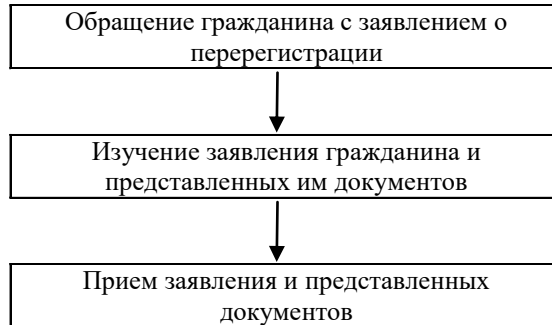 Обращение гражданина с заявлением о
перерегистрации
Изучение заявления гражданина и
представленных им документов
Прием заявления и представленных
документов